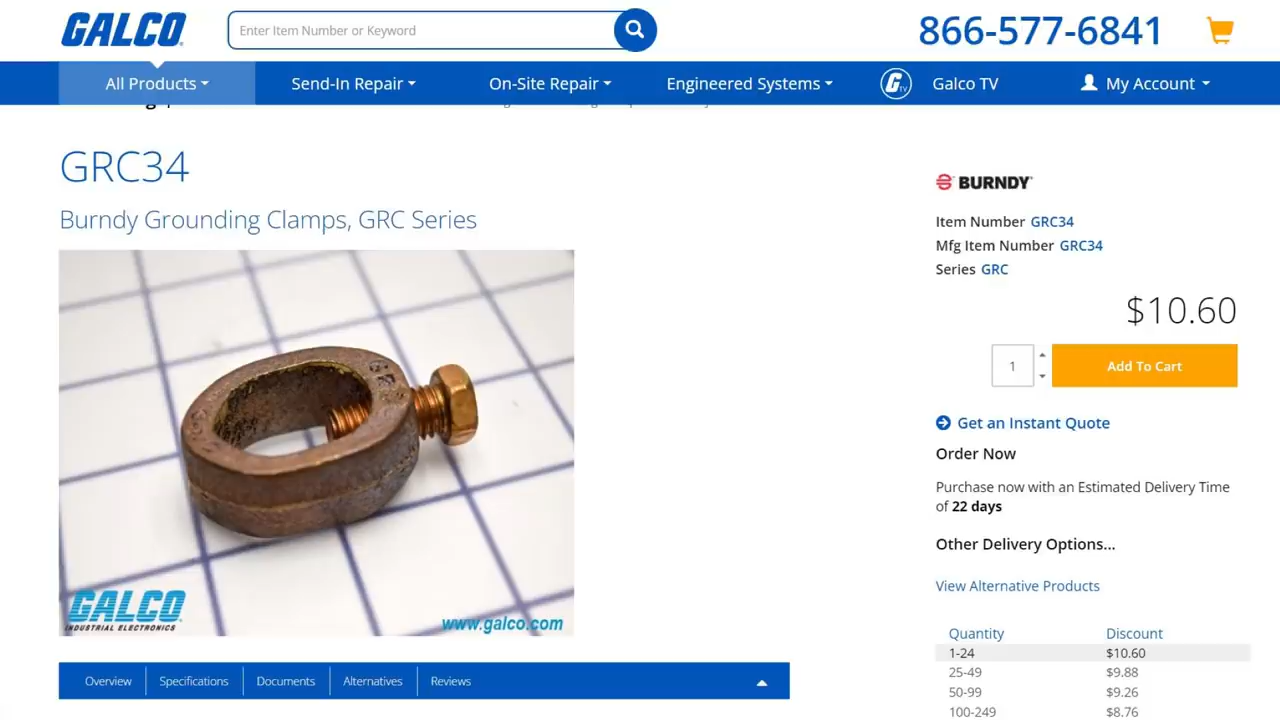 GALCO
Enter Item Number or Keyword
866-577-6841
All Products
Send-In Repair
On-Site Repair
Engineered Systems
Galco TV
My Account
GRC34
Burndy Grounding Clamps, GRC Series
GALCO
INDUSTRIAL ELECTRONICS
www.galco.com
Overview
Specifications
Documents
Alternatives
Reviews
BURNDY
Item Number GRC34
Mfg Item Number GRC34
Series GRC
$10.60
1
Add To Cart
Get an Instant Quote
Order Now
Purchase now with an Estimated Delivery Time
of 22 days
Other Delivery Options...
View Alternative Products
Quantity Discount
1-24 $10.60
25-49 $9.88
50-99 $9.26
100-249 $8.76